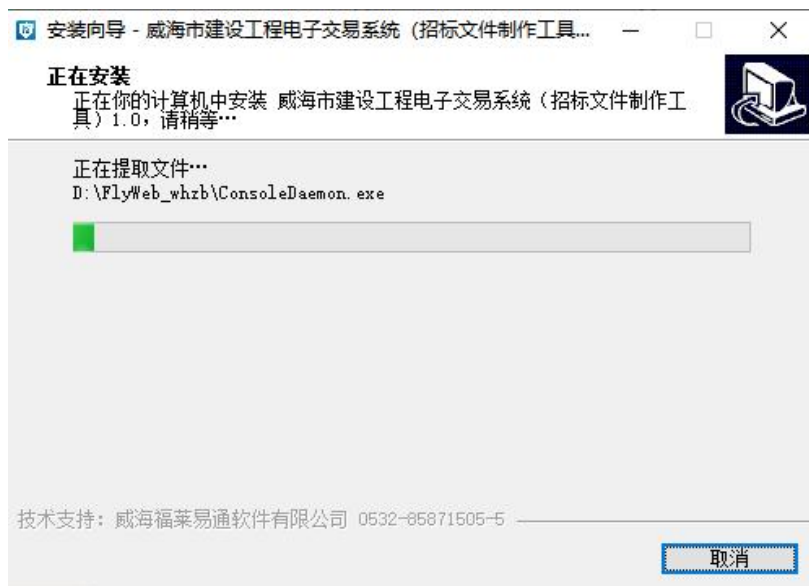 安装向导 - 威海市建设工程电子交易系统 (招标文件制作工具...
正在安装
正在你的计算机中安装 威海市建设工程电子交易系统（招标文件制作工
具）1.0，请稍等…
正在提取文件…
D:\FlyWeb_whzb\ConsoleDaemon.exe
技术支持：威海福莱易通软件有限公司 0532-85871505-5
取消